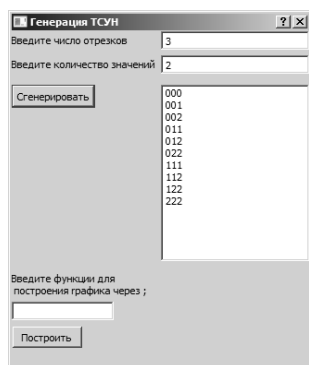 Генерация ТСУН
Введите число отрезков 3
Введите количество значений 2
Сгенерировать
000
001
002
011
012
022
111
112
122
222
Введите функции для
построения графика через ;
Построить